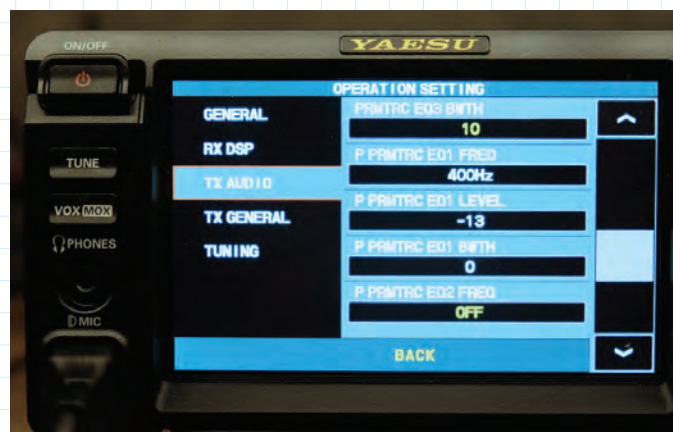 ON/OFF
YAESU
OPERATION SETTING
GENERAL
PRMTRC EQ3 BWTH
10
RX DSP
P PRMTRC EQ1 FREQ
400Hz
TUNE
TX AUDIO
P PRMTRC EQ1 LEVEL
-13
VOX MOX
TX GENERAL
PHONES
TUNING
P PRMTRC EQ1 BWTH
0
P PRMTRC EQ2 FREQ
OFF
MIC
BACK